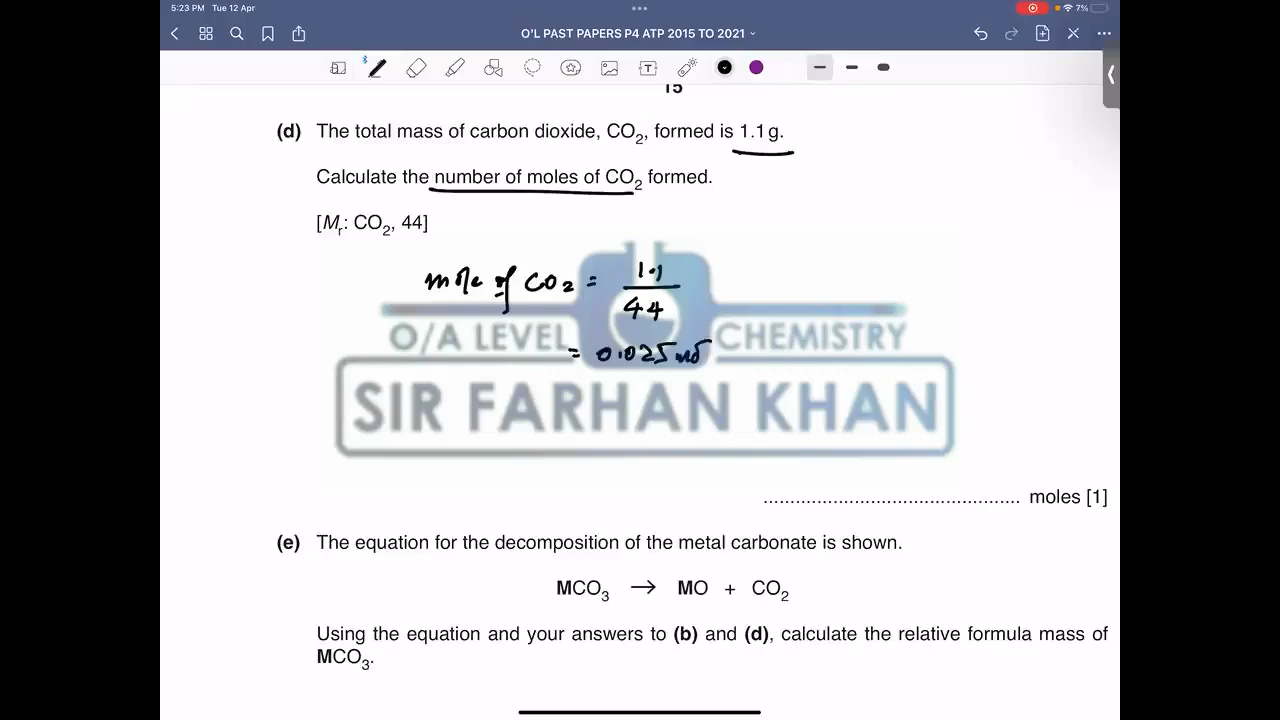 5:23 PM Tue 12 Apr
7%
O'L PAST PAPERS P4 ATP 2015 TO 2021
15
(d) The total mass of carbon dioxide, CO2, formed is 1.1 g.
Calculate the number of moles of CO2 formed.
[Mr: CO2, 44]
mole of CO2 = 1.1
44
O/A LEVEL CHEMISTRY
= 0.025 mol
SIR FARHAN KHAN
................................................. moles [1]
(e) The equation for the decomposition of the metal carbonate is shown.
MCO3 → MO + CO2
Using the equation and your answers to (b) and (d), calculate the relative formula mass of
MCO3.